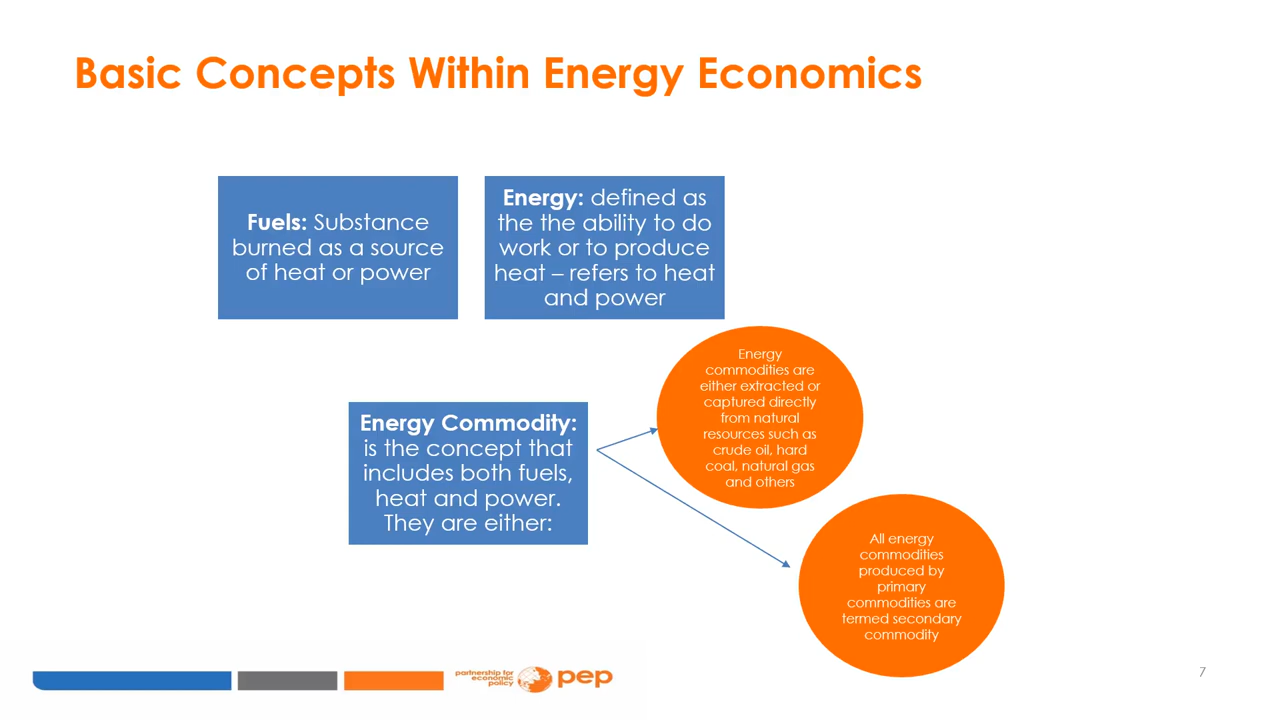 Basic Concepts Within Energy Economics
Fuels: Substance
burned as a source
of heat or power
Energy: defined as
the the ability to do
work or to produce
heat – refers to heat
and power
Energy Commodity:
is the concept that
includes both fuels,
heat and power.
They are either:
Energy
commodities are
either extracted or
captured directly
from natural
resources such as
crude oil, hard
coal, natural gas
and others
All energy
commodities
produced by
primary
commodities are
termed secondary
commodity
partnership for
economic
policy
pep
7